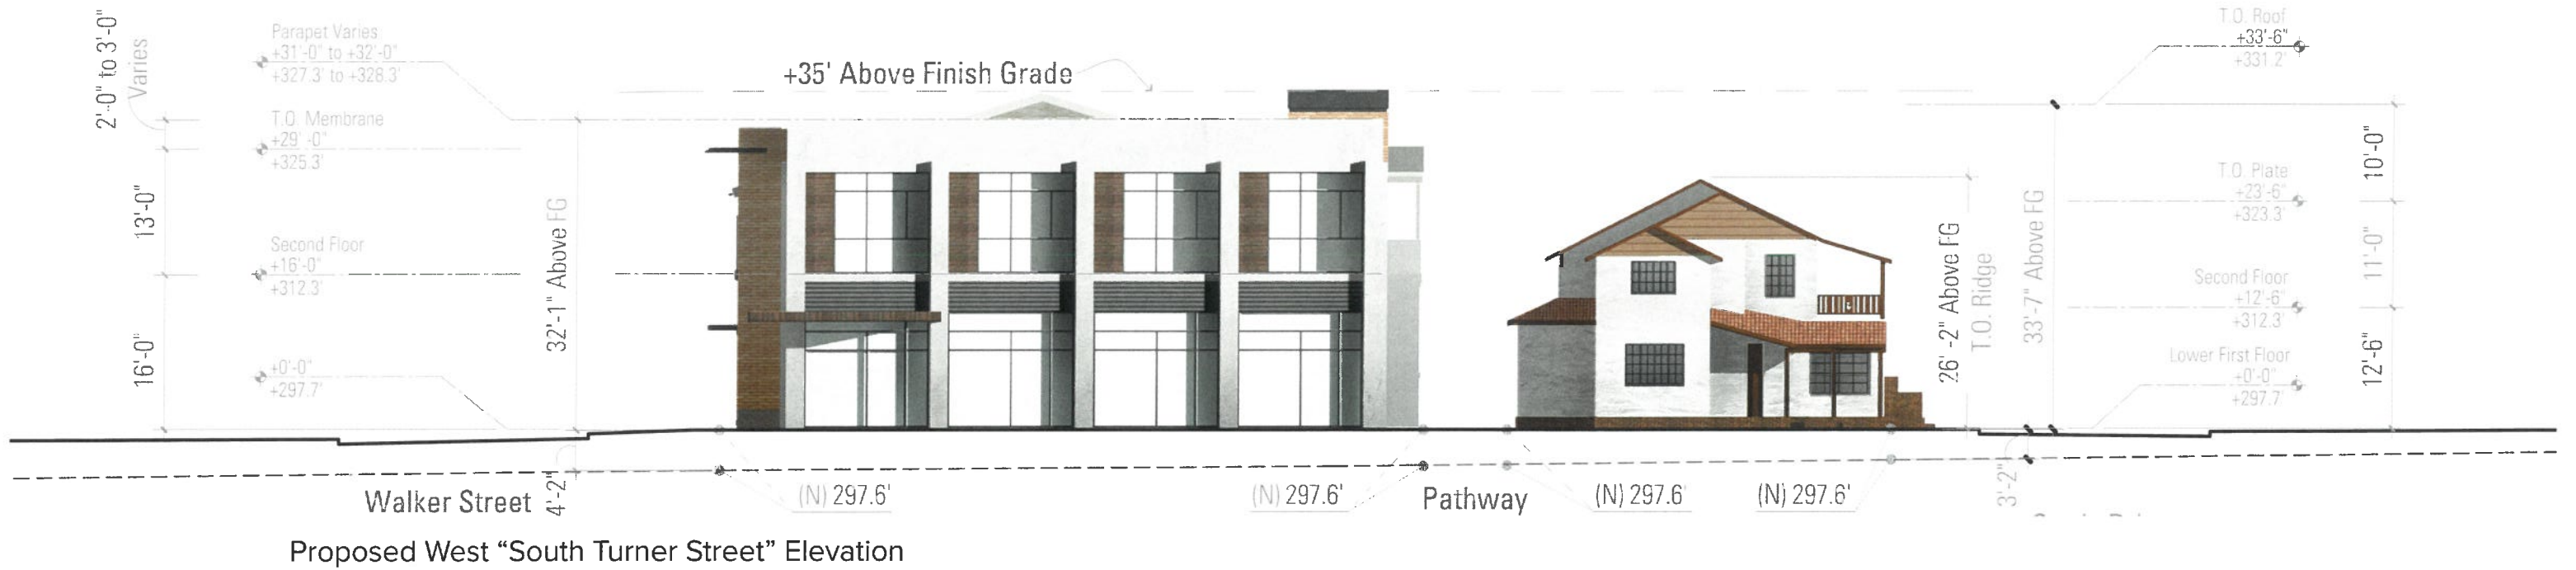 2'-0" to 3'-0"
Varies
13'-0"
16'-0"
Parapet Varies
+31'-0" to +32'-0"
+327.3' to +328.3'
T.O. Membrane
+29'-0"
+325.3'
Second Floor
+16'-0"
+312.3'
+0'-0"
+297.7'
32'-1" Above FG
+35' Above Finish Grade
26'-2" Above FG
T.O. Ridge
33'-7" Above FG
T.O. Roof
+33'-6"
+331.2'
T.O. Plate
+23'-6"
+323.3'
Second Floor
+12'-6"
+312.3'
Lower First Floor
+0'-0"
+297.7'
10'-0"
11'-0"
12'-6"
Walker Street
4'-2"
(N) 297.6'
(N) 297.6'
Pathway
(N) 297.6'
(N) 297.6'
3'-2"
Proposed West “South Turner Street” Elevation